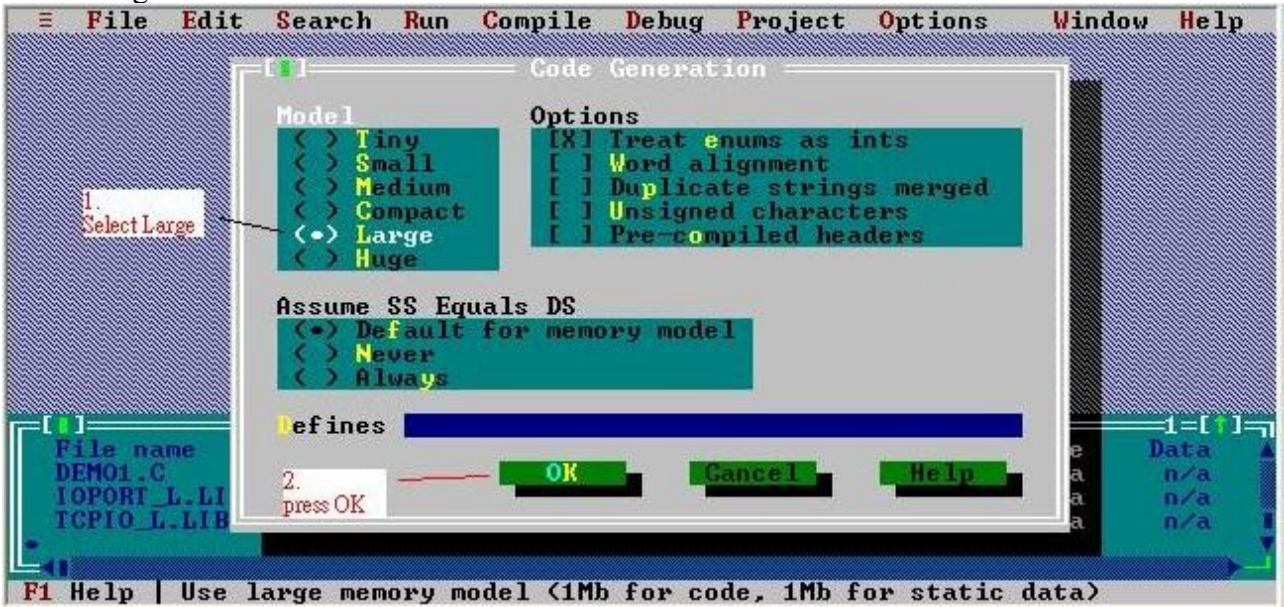 ≡ File Edit Search Run Compile Debug Project Options Window Help
Code Generation
Model
( ) Tiny
( ) Small
( ) Medium
( ) Compact
(•) Large
( ) Huge
Options
[X] Treat enums as ints
[ ] Word alignment
[ ] Duplicate strings merged
[ ] Unsigned characters
[ ] Pre-compiled headers
1.
Select Large
Assume SS Equals DS
(•) Default for memory model
( ) Never
( ) Always
Defines
OK Cancel Help
2.
press OK
1=[↑]
File name Data
DEMO1.C n/a
IOPORT_L.LI n/a
TCPIO_L.LIB n/a
F1 Help | Use large memory model (1Mb for code, 1Mb for static data)